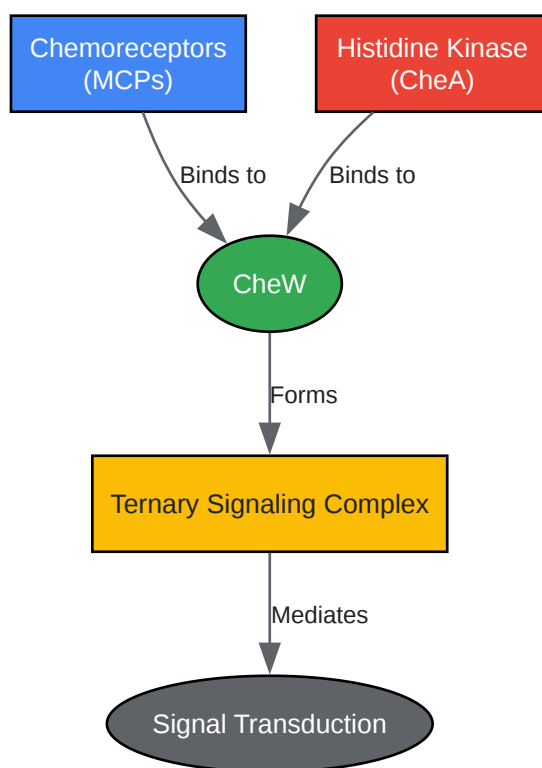 Chemoreceptors
(MCPs)
Histidine Kinase
(CheA)
Binds to
Binds to
CheW
Forms
Ternary Signaling Complex
Mediates
Signal Transduction